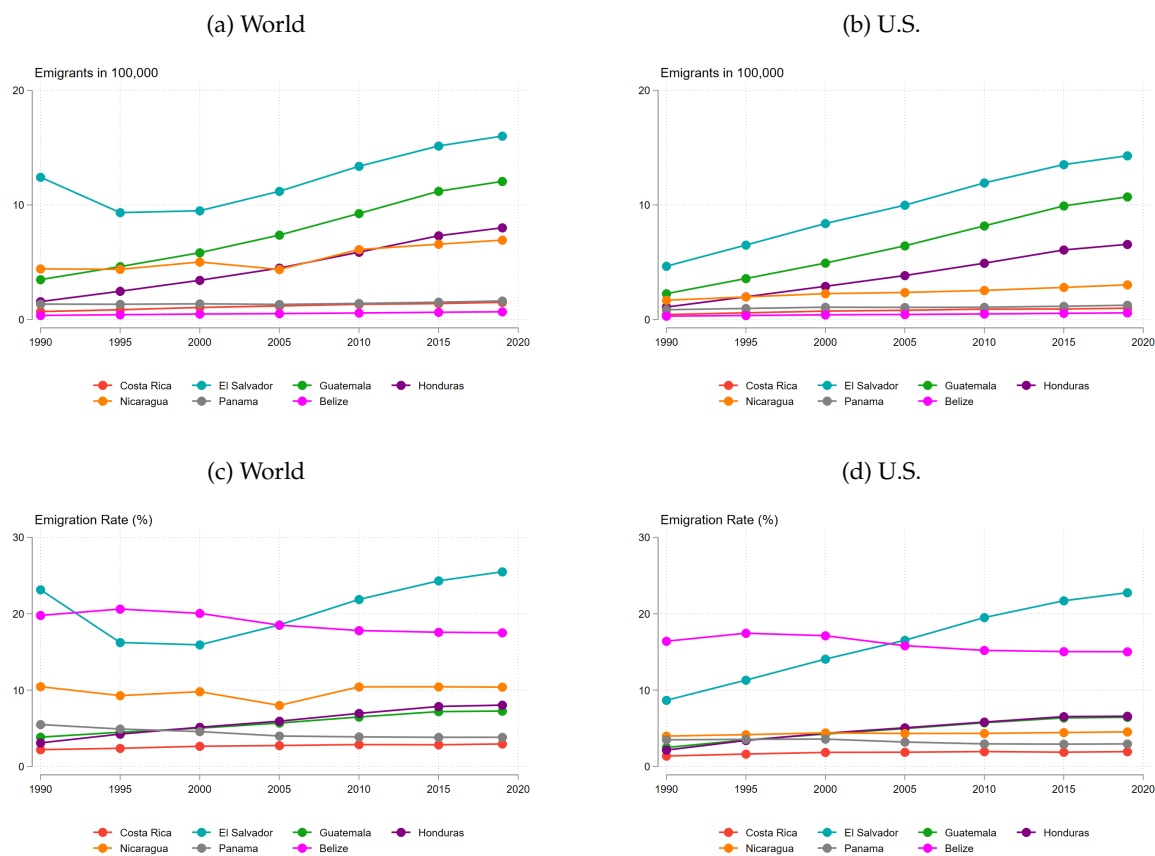 (a) World
Emigrants in 100,000
20
10
0
1990 1995 2000 2005 2010 2015 2020
Costa Rica El Salvador Guatemala Honduras
Nicaragua Panama Belize
(b) U.S.
Emigrants in 100,000
20
10
0
1990 1995 2000 2005 2010 2015 2020
Costa Rica El Salvador Guatemala Honduras
Nicaragua Panama Belize
(c) World
Emigration Rate (%)
30
20
10
0
1990 1995 2000 2005 2010 2015 2020
Costa Rica El Salvador Guatemala Honduras
Nicaragua Panama Belize
(d) U.S.
Emigration Rate (%)
30
20
10
0
1990 1995 2000 2005 2010 2015 2020
Costa Rica El Salvador Guatemala Honduras
Nicaragua Panama Belize